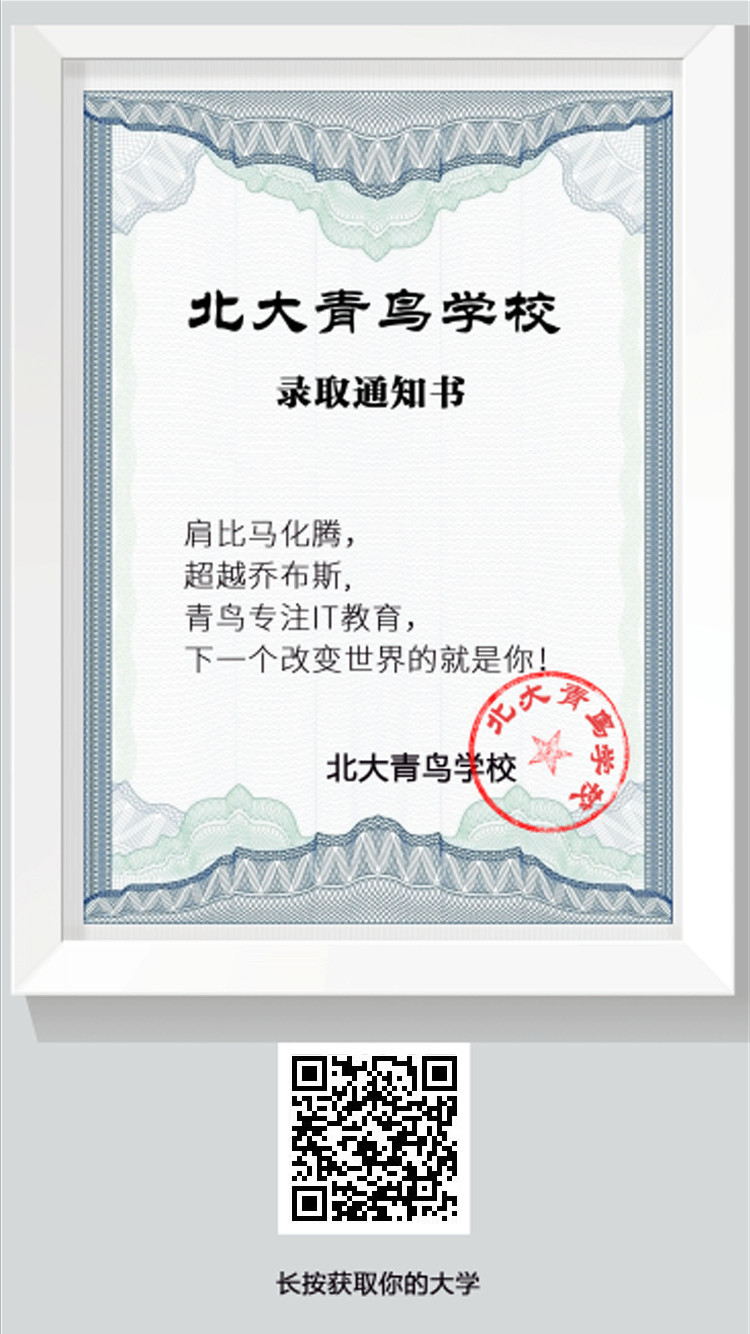 北大青鸟学校
录取通知书
肩比马化腾，
超越乔布斯，
青鸟专注IT教育，
下一个改变世界的就是你！
北大青鸟学校
北大青鸟学校
长按获取你的大学